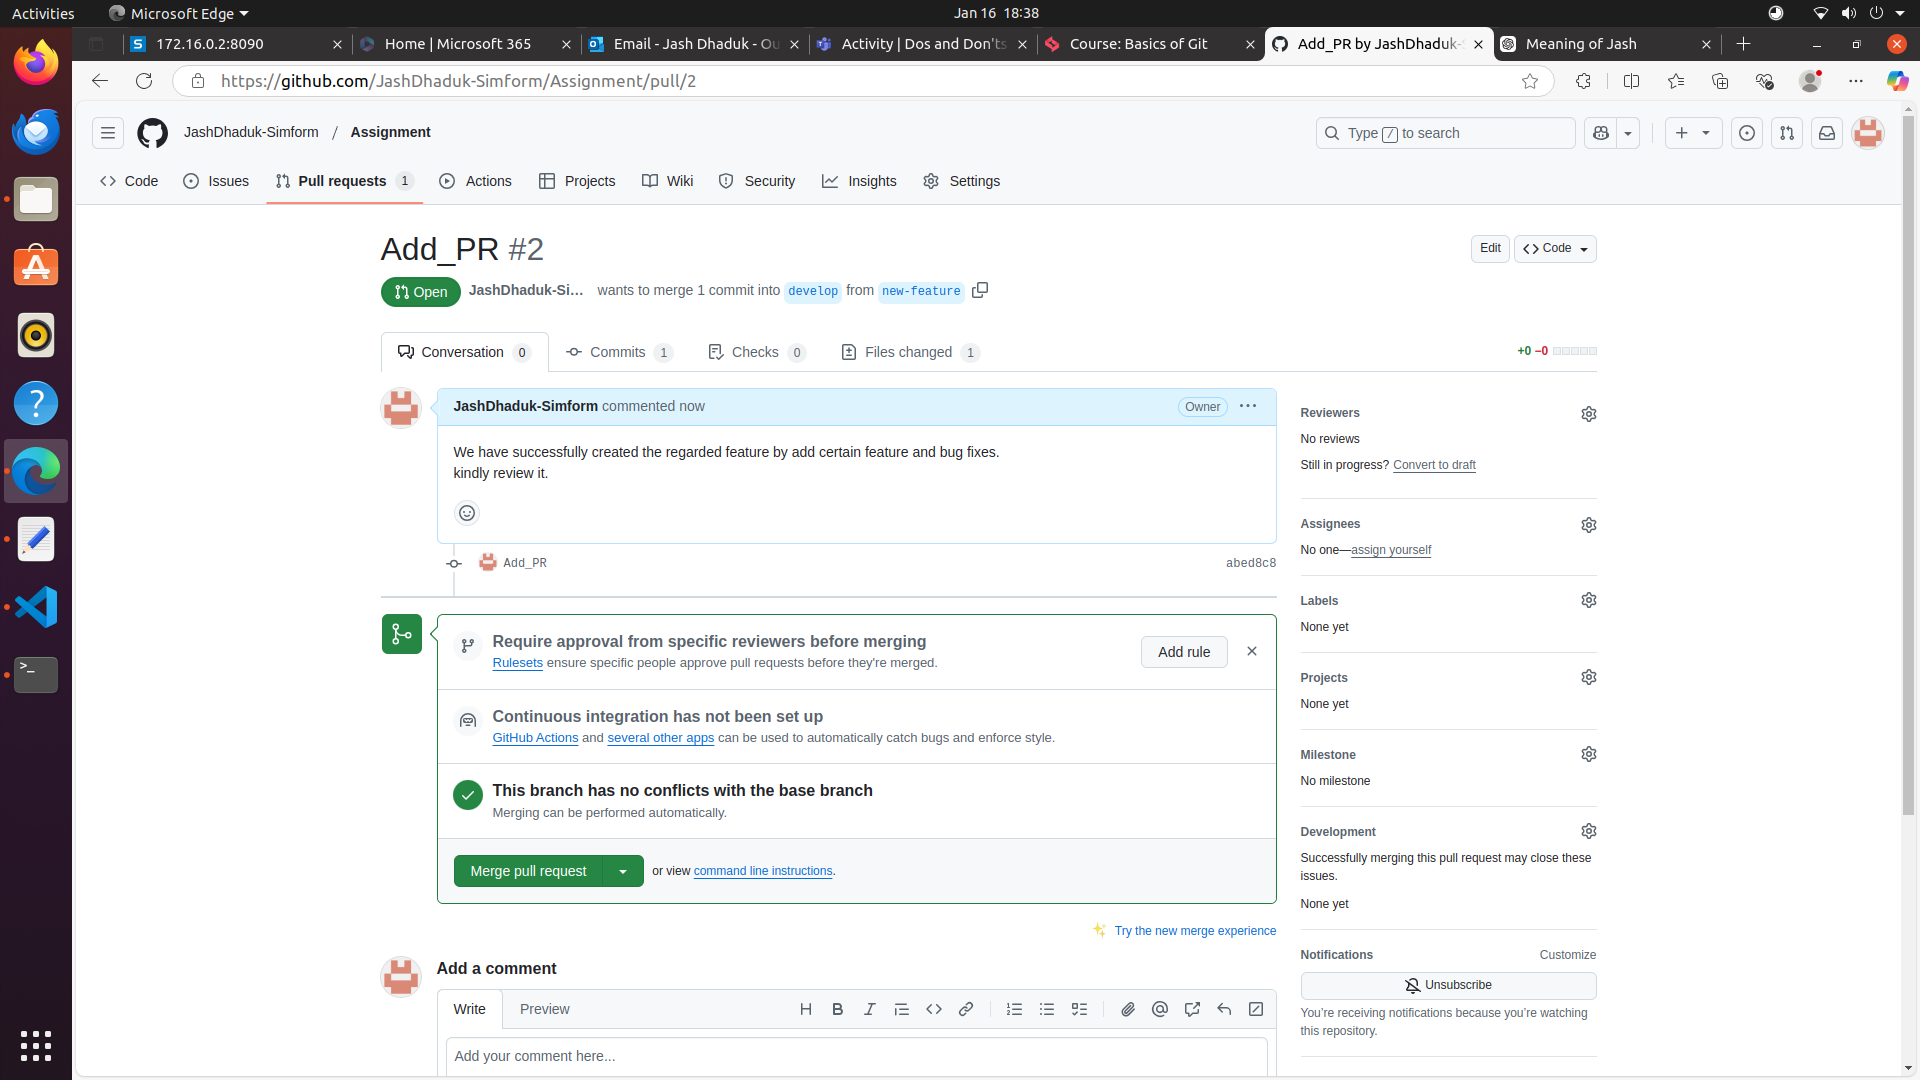 Activities
Microsoft Edge
Jan 16 18:38
172.16.0.2:8090
Home | Microsoft 365
Email - Jash Dhaduk - Ou
Activity | Dos and Don'ts
Course: Basics of Git
Add_PR by JashDhaduk-S
Meaning of Jash
https://github.com/JashDhaduk-Simform/Assignment/pull/2
JashDhaduk-Simform / Assignment
Type / to search
Code
Issues
Pull requests 1
Actions
Projects
Wiki
Security
Insights
Settings
Add_PR #2
Edit
<> Code
Open
JashDhaduk-Si... wants to merge 1 commit into develop from new-feature
Conversation 0
Commits 1
Checks 0
Files changed 1
+0 −0
JashDhaduk-Simform commented now
Owner
We have successfully created the regarded feature by add certain feature and bug fixes.
kindly review it.
Add_PR
abed8c8
Require approval from specific reviewers before merging
Rulesets ensure specific people approve pull requests before they're merged.
Add rule
Continuous integration has not been set up
GitHub Actions and several other apps can be used to automatically catch bugs and enforce style.
This branch has no conflicts with the base branch
Merging can be performed automatically.
Merge pull request
or view command line instructions.
Try the new merge experience
Add a comment
Write
Preview
Add your comment here...
Reviewers
No reviews
Still in progress? Convert to draft
Assignees
No one—assign yourself
Labels
None yet
Projects
None yet
Milestone
No milestone
Development
Successfully merging this pull request may close these
issues.
None yet
Notifications
Customize
Unsubscribe
You're receiving notifications because you're watching
this repository.